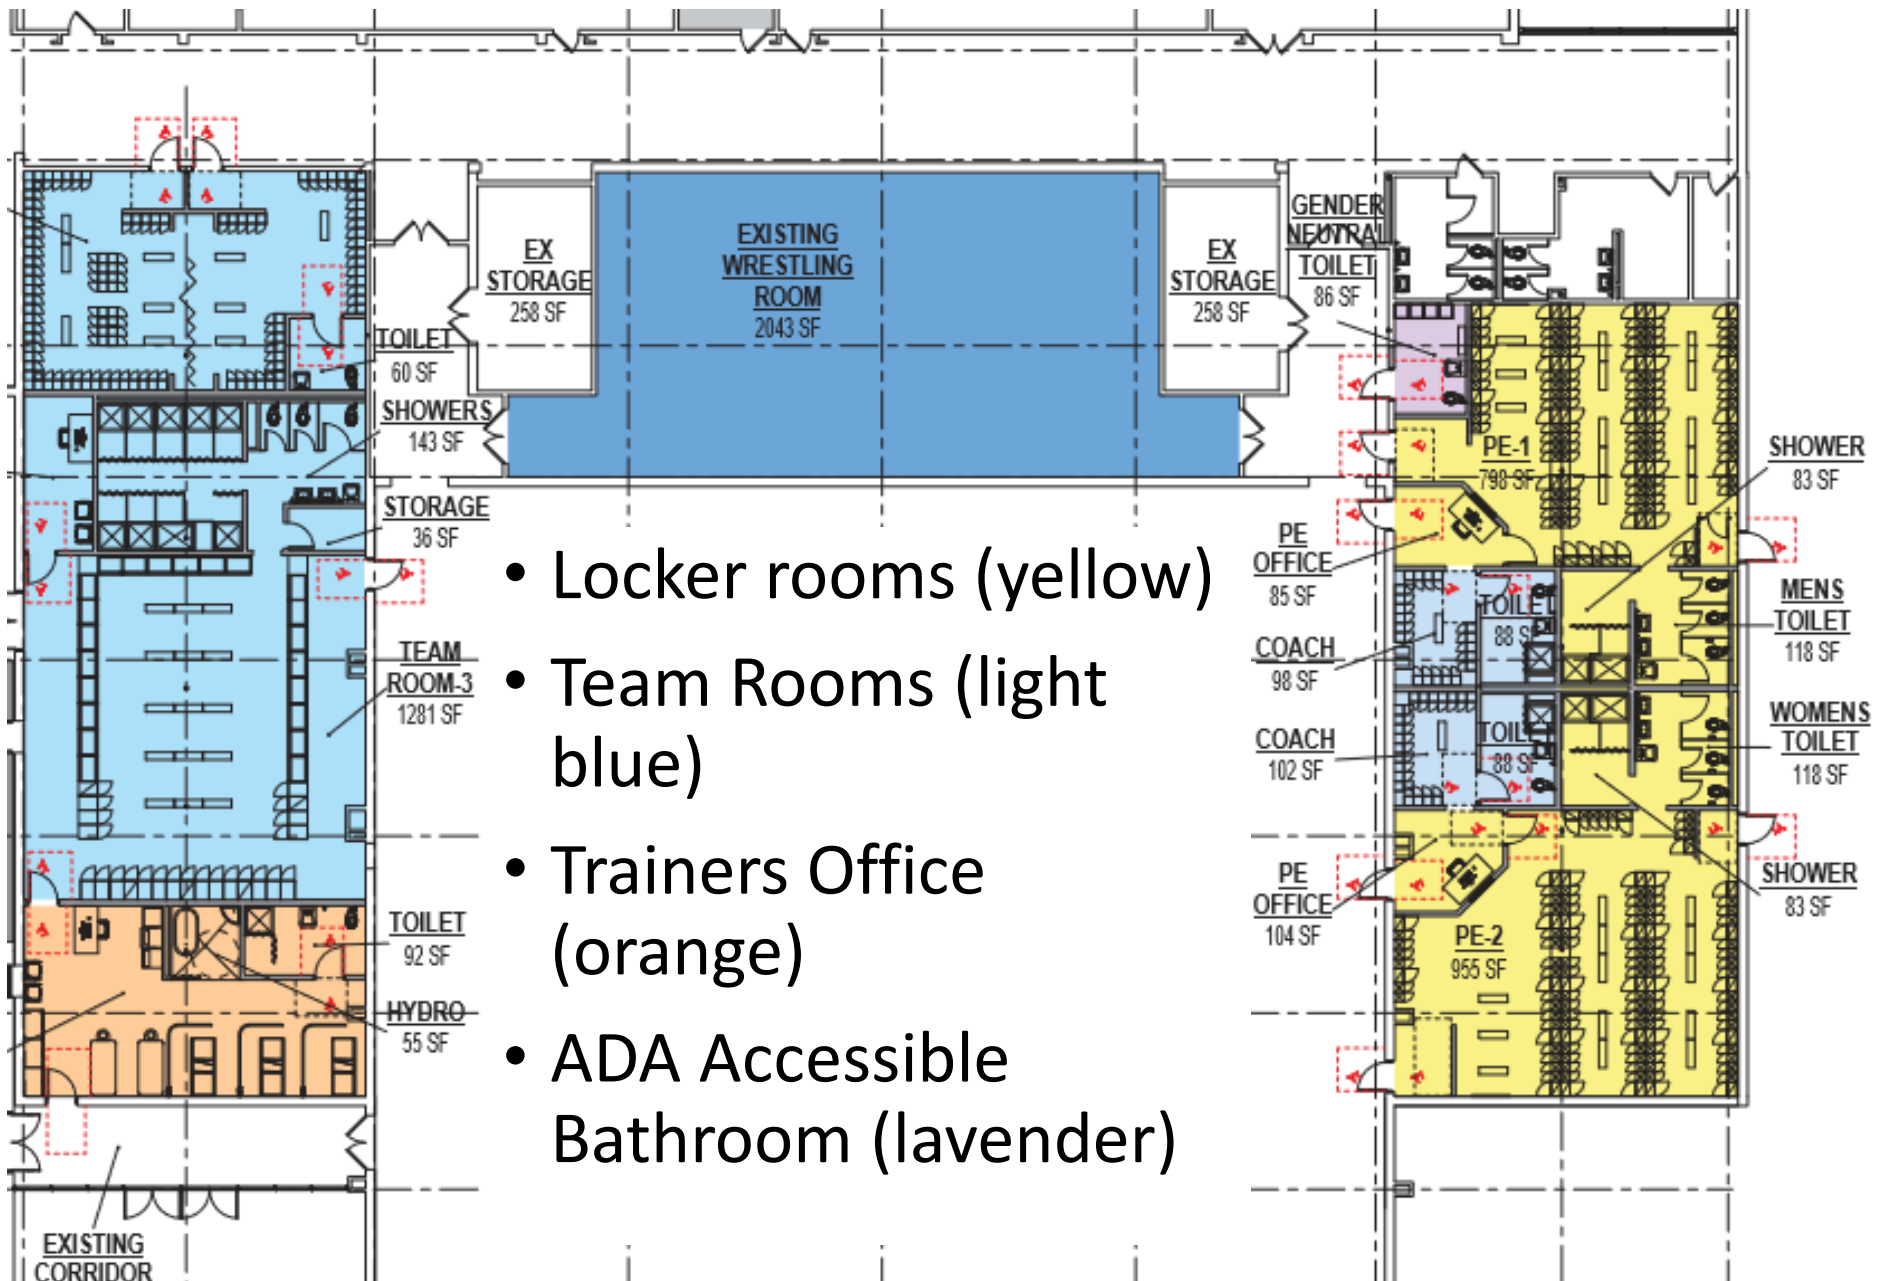 EX
STORAGE
258 SF
EXISTING
WRESTLING
ROOM
2043 SF
EX
STORAGE
258 SF
GENDER
NEUTRAL
TOILET
86 SF
TOILET
60 SF
SHOWERS
143 SF
STORAGE
36 SF
TEAM
ROOM-3
1281 SF
TOILET
92 SF
HYDRO
55 SF
EXISTING
CORRIDOR
• Locker rooms (yellow)
• Team Rooms (light
blue)
• Trainers Office
(orange)
• ADA Accessible
Bathroom (lavender)
PE-1
798 SF
SHOWER
83 SF
PE
OFFICE
85 SF
TOILET
88 SF
MENS
TOILET
118 SF
COACH
98 SF
COACH
102 SF
TOILET
88 SF
WOMENS
TOILET
118 SF
PE
OFFICE
104 SF
SHOWER
83 SF
PE-2
955 SF